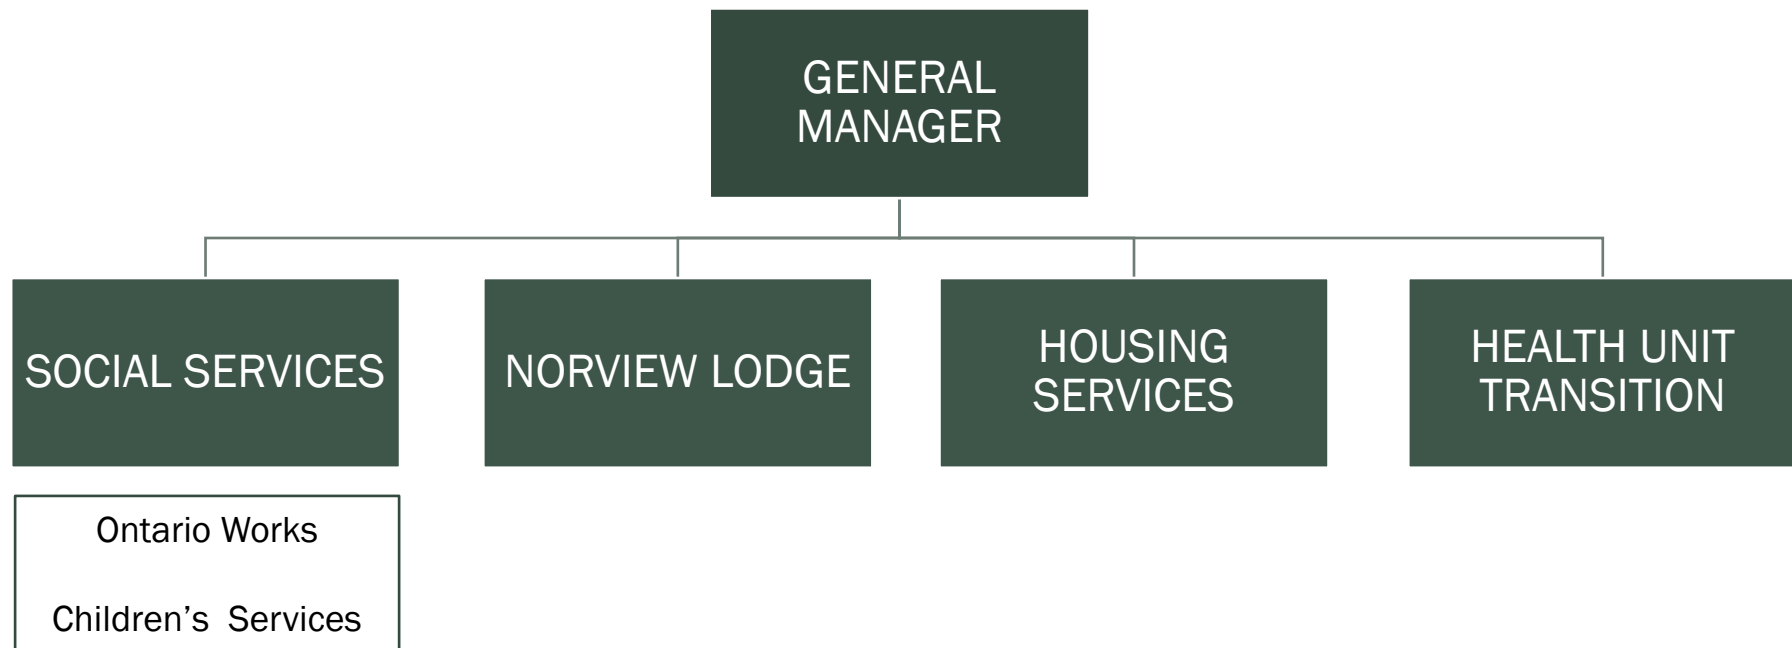 GENERAL
MANAGER
SOCIAL SERVICES
NORVIEW LODGE
HOUSING
SERVICES
HEALTH UNIT
TRANSITION
Ontario Works
Children’s  Services